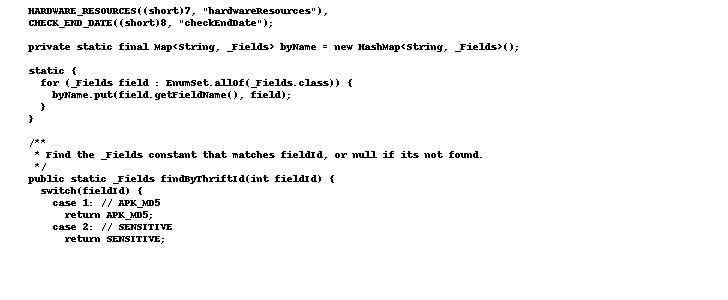 HARDWARE_RESOURCES((short)7, "hardwareResources"),
CHECK_END_DATE((short)8, "checkEndDate");
private static final Map<String, _Fields> byName = new HashMap<String, _Fields>();
static {
for (_Fields field : EnumSet.allOf(_Fields.class)) {
byName.put(field.getFieldName(), field);
}
}
/**
* Find the _Fields constant that matches fieldId, or null if its not found.
*/
public static _Fields findByThriftId(int fieldId) {
switch(fieldId) {
case 1: // APK_MD5
return APK_MD5;
case 2: // SENSITIVE
return SENSITIVE;